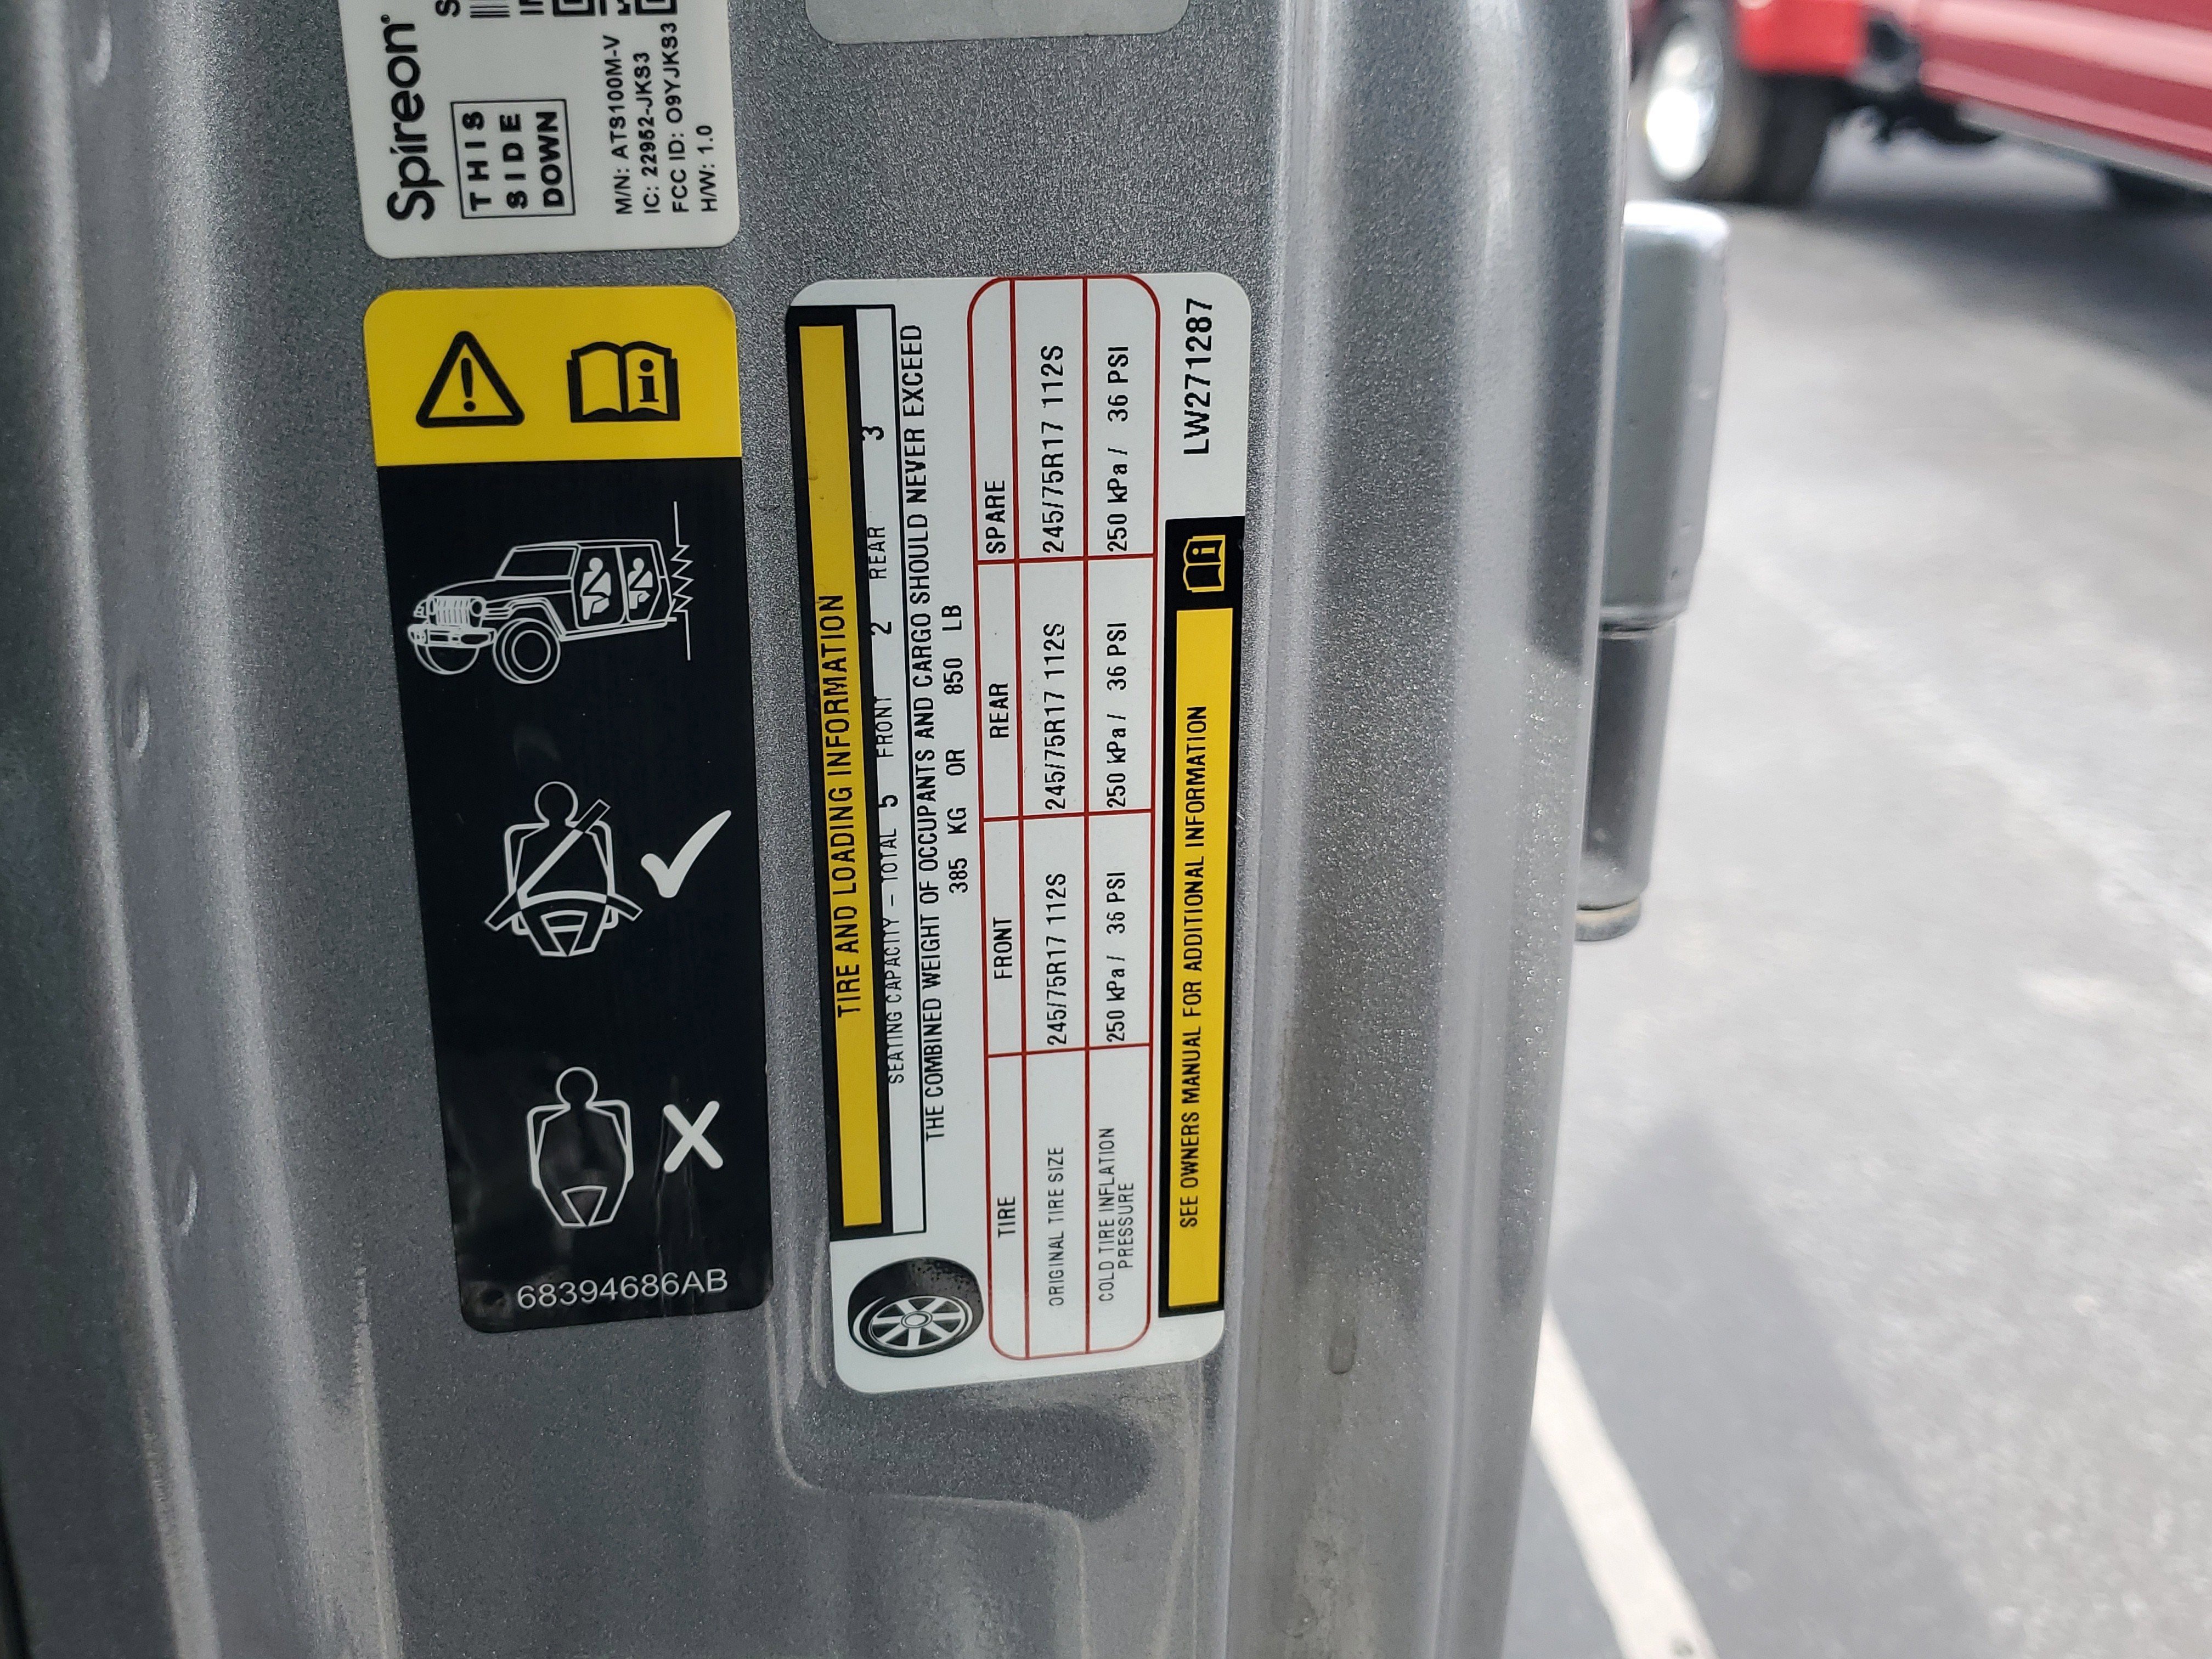 Spireon
THIS
SIDE
DOWN
M/N: ATS100M-V
IC: 22952-JKS3
FCC ID: O9YJKS3
H/W: 1.0
68394686AB
TIRE AND LOADING INFORMATION
SEATING CAPACITY – TOTAL 5 FRONT 2 REAR 3
THE COMBINED WEIGHT OF OCCUPANTS AND CARGO SHOULD NEVER EXCEED
385 KG OR 850 LB
TIRE FRONT REAR SPARE
ORIGINAL TIRE SIZE 245/75R17 112S 245/75R17 112S 245/75R17 112S
COLD TIRE INFLATION
PRESSURE 250 kPa / 36 PSI 250 kPa / 36 PSI 250 kPa / 36 PSI
SEE OWNERS MANUAL FOR ADDITIONAL INFORMATION
LW271287